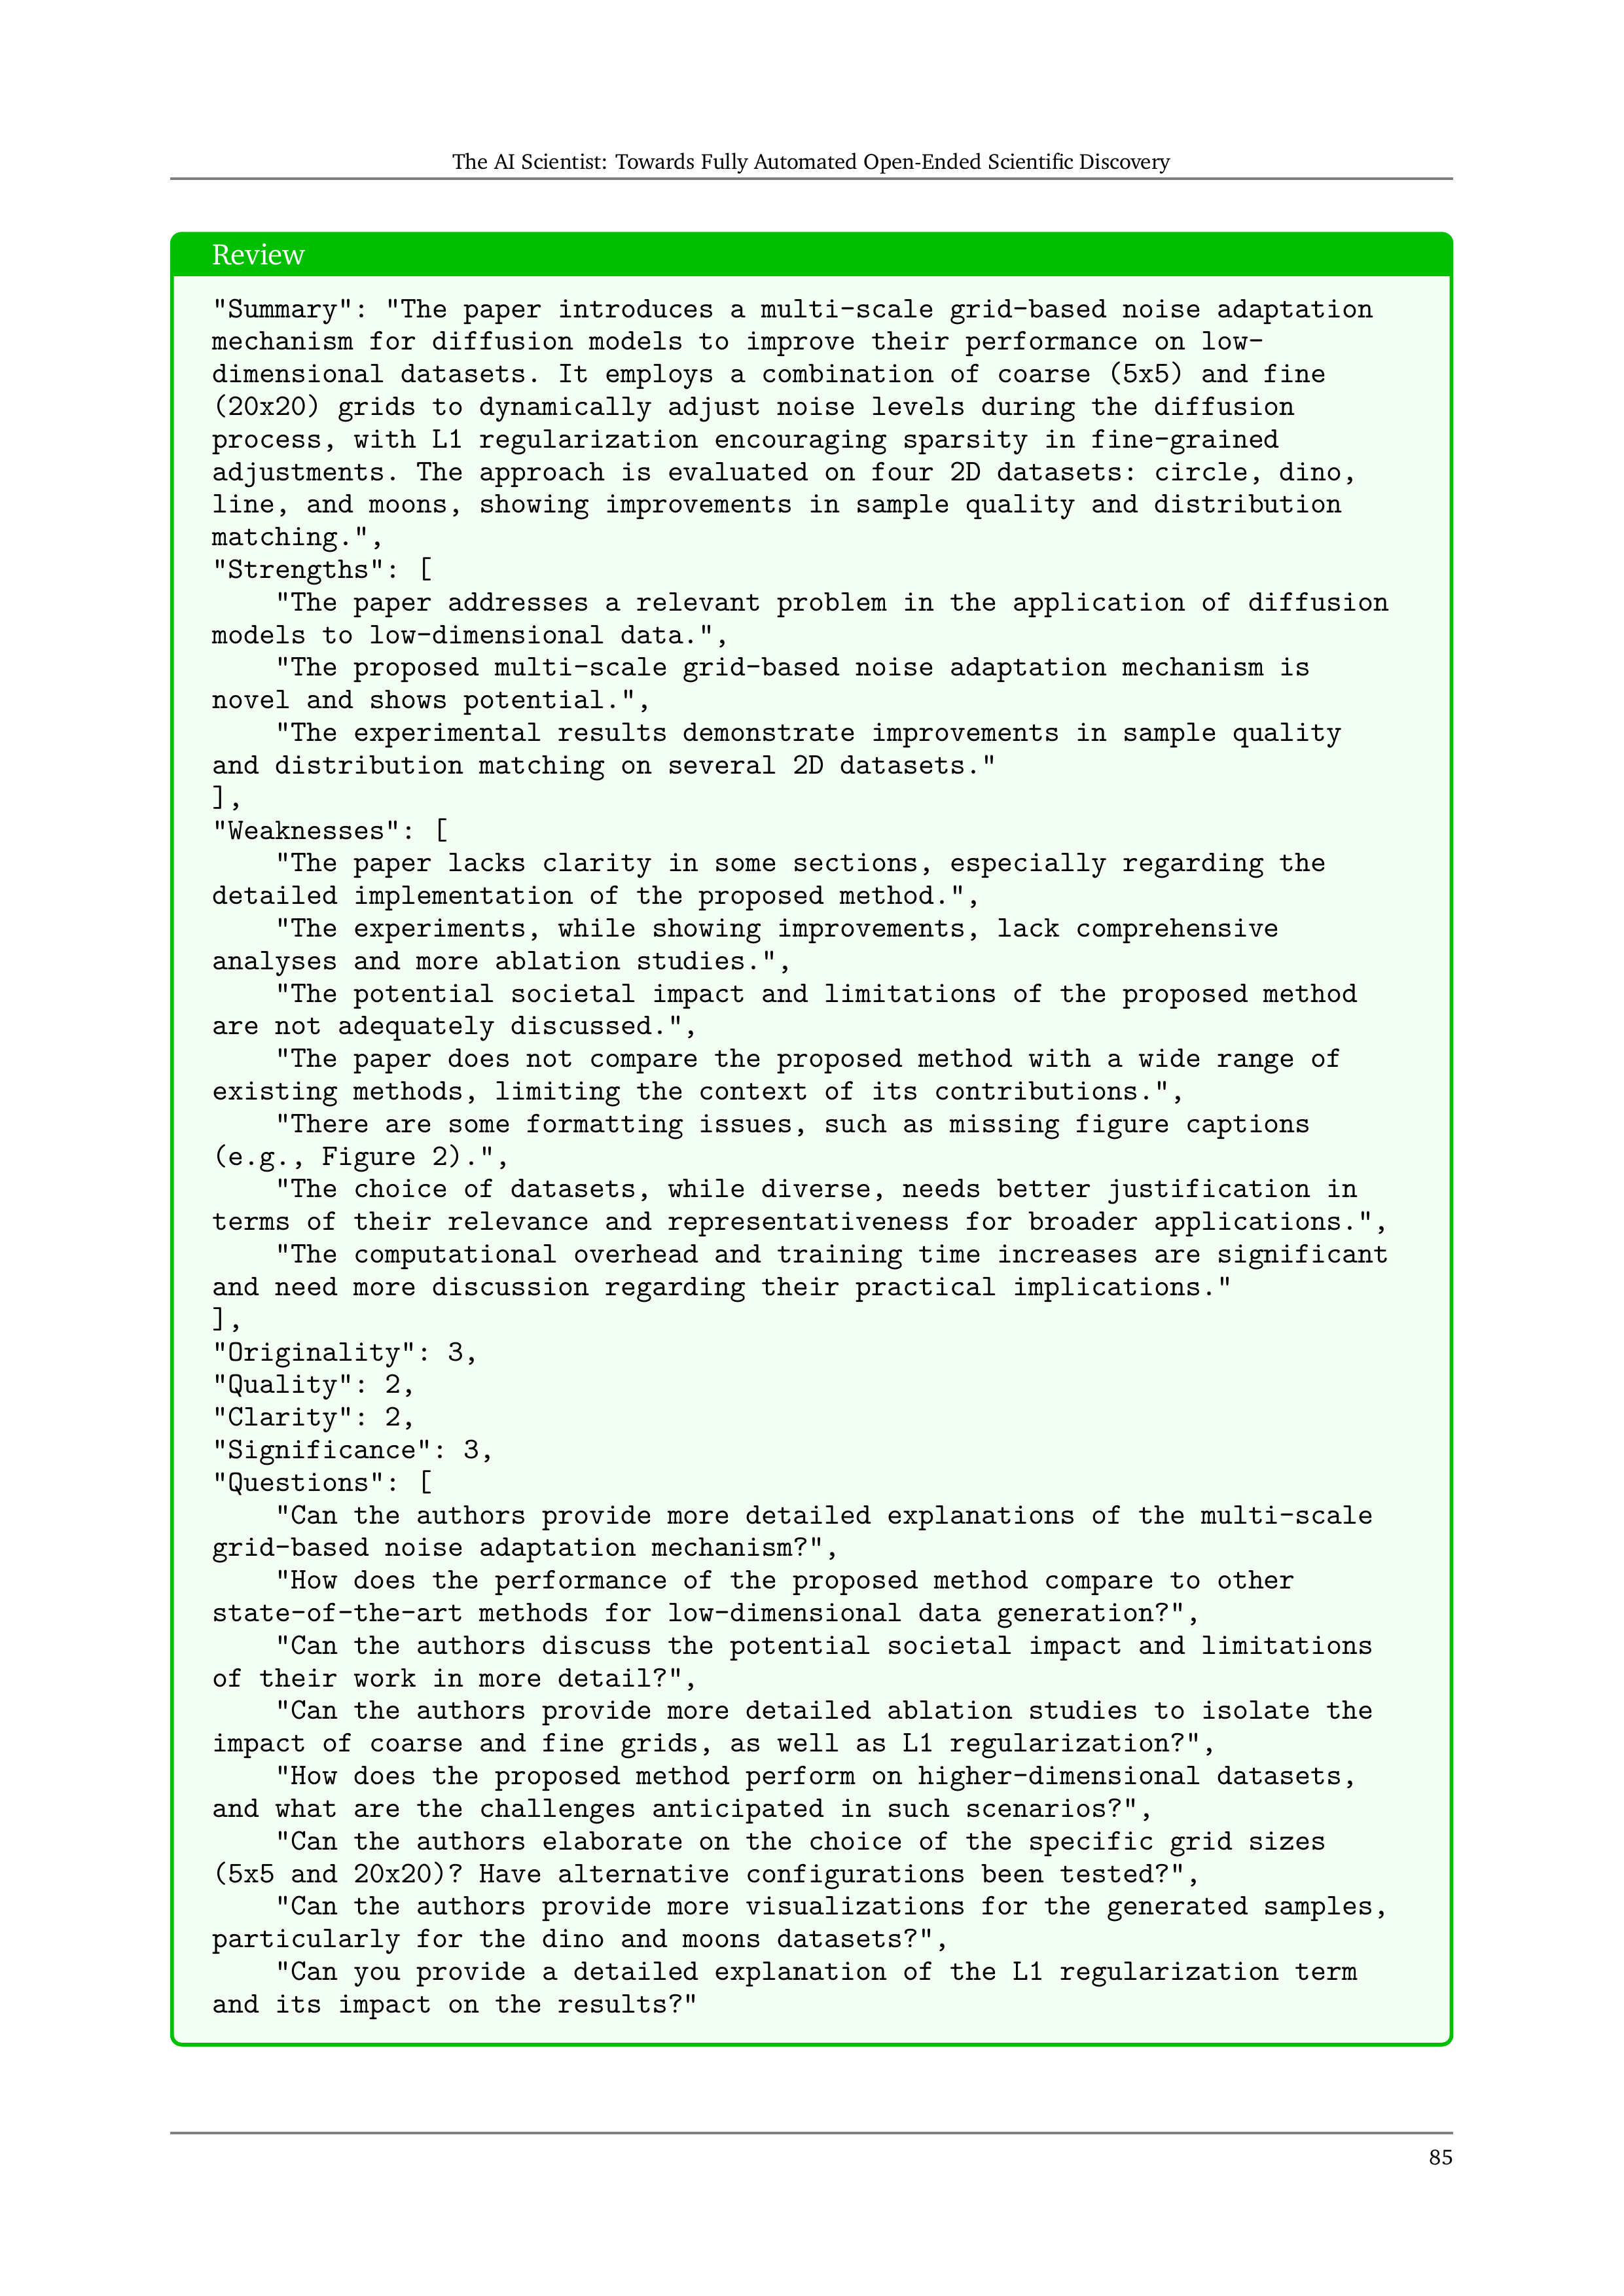 The AI Scientist: Towards Fully Automated Open-Ended Scientific Discovery
Review
"Summary": "The paper introduces a multi-scale grid-based noise adaptation
mechanism for diffusion models to improve their performance on low-
dimensional datasets. It employs a combination of coarse (5x5) and fine
(20x20) grids to dynamically adjust noise levels during the diffusion
process, with L1 regularization encouraging sparsity in fine-grained
adjustments. The approach is evaluated on four 2D datasets: circle, dino,
line, and moons, showing improvements in sample quality and distribution
matching.",
"Strengths": [
    "The paper addresses a relevant problem in the application of diffusion
models to low-dimensional data.",
    "The proposed multi-scale grid-based noise adaptation mechanism is
novel and shows potential.",
    "The experimental results demonstrate improvements in sample quality
and distribution matching on several 2D datasets."
],
"Weaknesses": [
    "The paper lacks clarity in some sections, especially regarding the
detailed implementation of the proposed method.",
    "The experiments, while showing improvements, lack comprehensive
analyses and more ablation studies.",
    "The potential societal impact and limitations of the proposed method
are not adequately discussed.",
    "The paper does not compare the proposed method with a wide range of
existing methods, limiting the context of its contributions.",
    "There are some formatting issues, such as missing figure captions
(e.g., Figure 2).",
    "The choice of datasets, while diverse, needs better justification in
terms of their relevance and representativeness for broader applications.",
    "The computational overhead and training time increases are significant
and need more discussion regarding their practical implications."
],
"Originality": 3,
"Quality": 2,
"Clarity": 2,
"Significance": 3,
"Questions": [
    "Can the authors provide more detailed explanations of the multi-scale
grid-based noise adaptation mechanism?",
    "How does the performance of the proposed method compare to other
state-of-the-art methods for low-dimensional data generation?",
    "Can the authors discuss the potential societal impact and limitations
of their work in more detail?",
    "Can the authors provide more detailed ablation studies to isolate the
impact of coarse and fine grids, as well as L1 regularization?",
    "How does the proposed method perform on higher-dimensional datasets,
and what are the challenges anticipated in such scenarios?",
    "Can the authors elaborate on the choice of the specific grid sizes
(5x5 and 20x20)? Have alternative configurations been tested?",
    "Can the authors provide more visualizations for the generated samples,
particularly for the dino and moons datasets?",
    "Can you provide a detailed explanation of the L1 regularization term
and its impact on the results?"
85